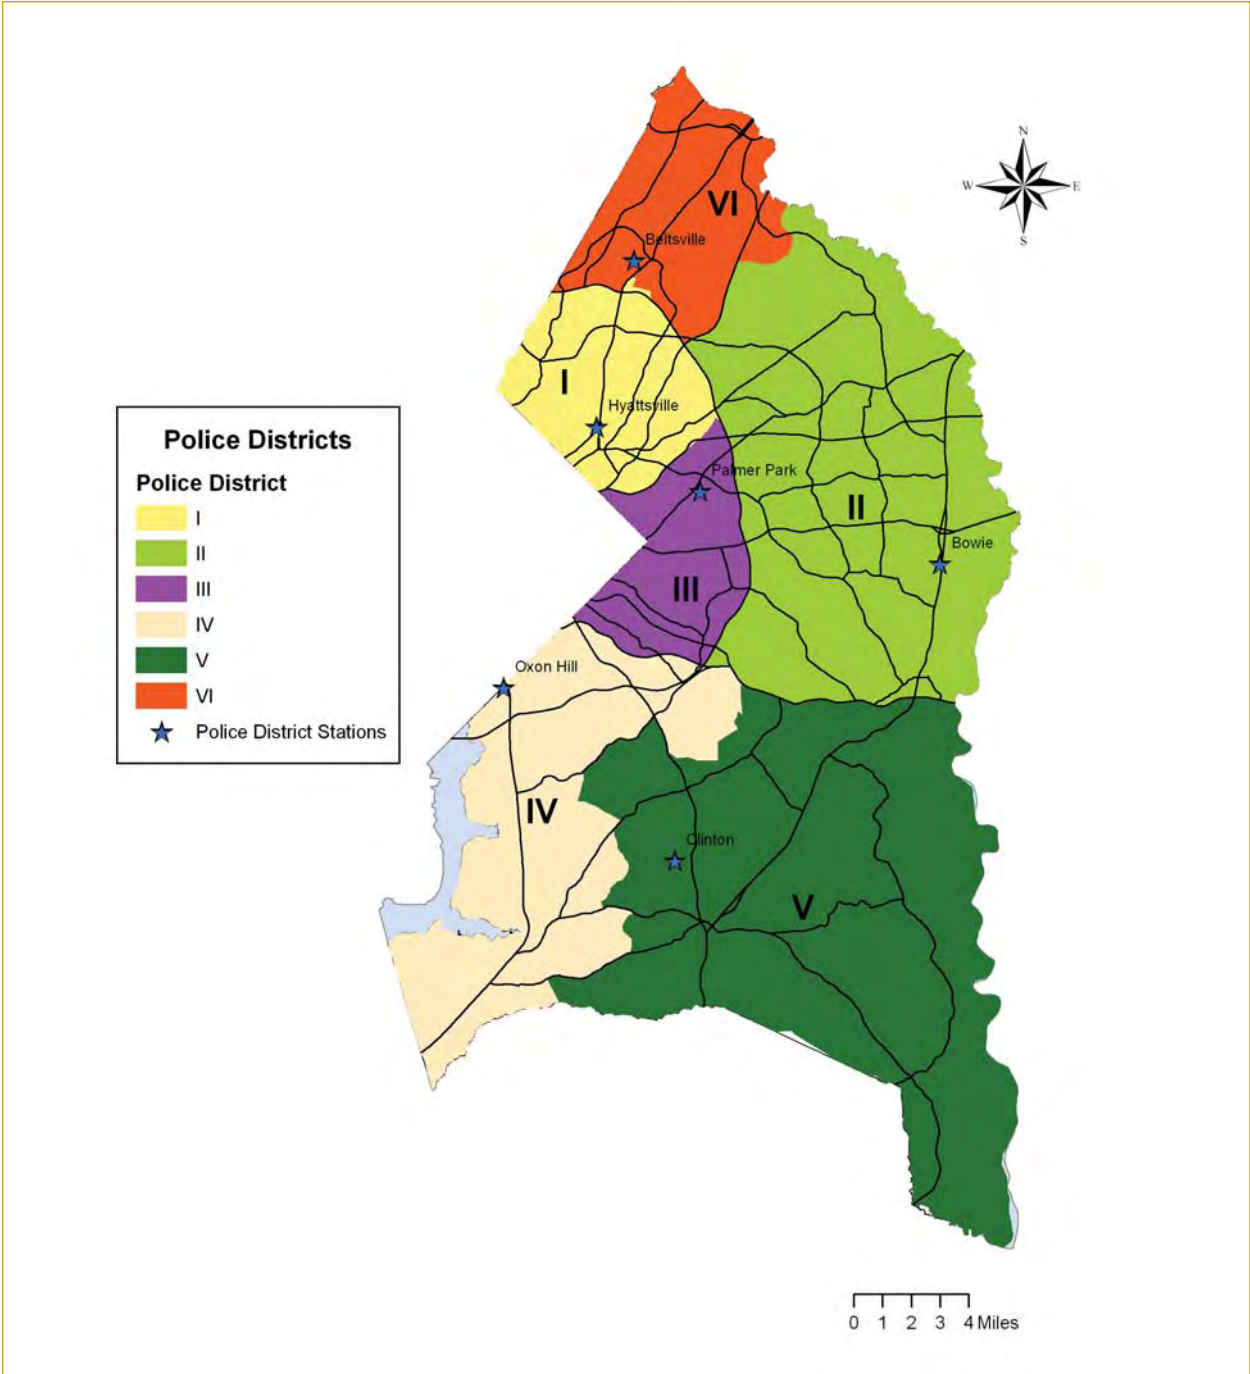 N
W E
S
VI
Beltsville
I
Hyattsville
Palmer Park
II
Bowie
III
Oxon Hill
IV
Clinton
V
Police Districts
Police District
I
II
III
IV
V
VI
Police District Stations
0 1 2 3 4 Miles